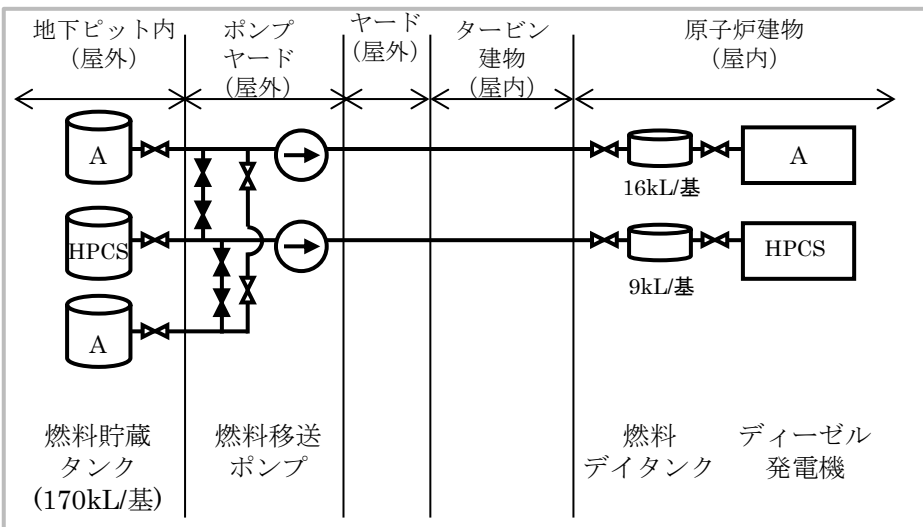 地下ピット内
(屋外)
ポンプ
ヤード
(屋外)
ヤード
(屋外)
タービン
建物
(屋内)
原子炉建物
(屋内)
A
16kL/基
A
HPCS
9kL/基
HPCS
A
燃料貯蔵
タンク
(170kL/基)
燃料移送
ポンプ
燃料
デイタンク
ディーゼル
発電機